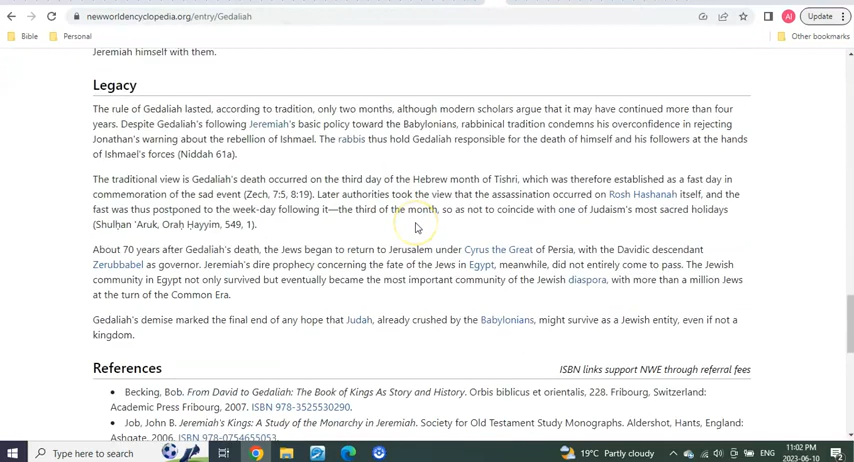 newworldencyclopedia.org/entry/Gedaliah
AI
Update
Bible
Personal
Other bookmarks
Jeremiah himself with them.
Legacy
The rule of Gedaliah lasted, according to tradition, only two months, although modern scholars argue that it may have continued more than four
years. Despite Gedaliah's following Jeremiah's basic policy toward the Babylonians, rabbinical tradition condemns his overconfidence in rejecting
Jonathan's warning about the rebellion of Ishmael. The rabbis thus hold Gedaliah responsible for the death of himself and his followers at the hands
of Ishmael's forces (Niddah 61a).
The traditional view is Gedaliah's death occurred on the third day of the Hebrew month of Tishri, which was therefore established as a fast day in
commemoration of the sad event (Zech, 7:5, 8:19). Later authorities took the view that the assassination occurred on Rosh Hashanah itself, and the
fast was thus postponed to the week-day following it—the third of the month, so as not to coincide with one of Judaism's most sacred holidays
(Shulḥan 'Aruk, Oraḥ Ḥayyim, 549, 1).
About 70 years after Gedaliah's death, the Jews began to return to Jerusalem under Cyrus the Great of Persia, with the Davidic descendant
Zerubbabel as governor. Jeremiah's dire prophecy concerning the fate of the Jews in Egypt, meanwhile, did not entirely come to pass. The Jewish
community in Egypt not only survived but eventually became the most important community of the Jewish diaspora, with more than a million Jews
at the turn of the Common Era.
Gedaliah's demise marked the final end of any hope that Judah, already crushed by the Babylonians, might survive as a Jewish entity, even if not a
kingdom.
References
ISBN links support NWE through referral fees
• Becking, Bob. From David to Gedaliah: The Book of Kings As Story and History. Orbis biblicus et orientalis, 228. Fribourg, Switzerland:
Academic Press Fribourg, 2007. ISBN 978-3525530290.
• Job, John B. Jeremiah's Kings: A Study of the Monarchy in Jeremiah. Society for Old Testament Study Monographs. Aldershot, Hants, England:
Ashgate, 2006. ISBN 978-0754655053.
Type here to search
19°C Partly cloudy
ENG
11:02 PM
2023-06-10
2